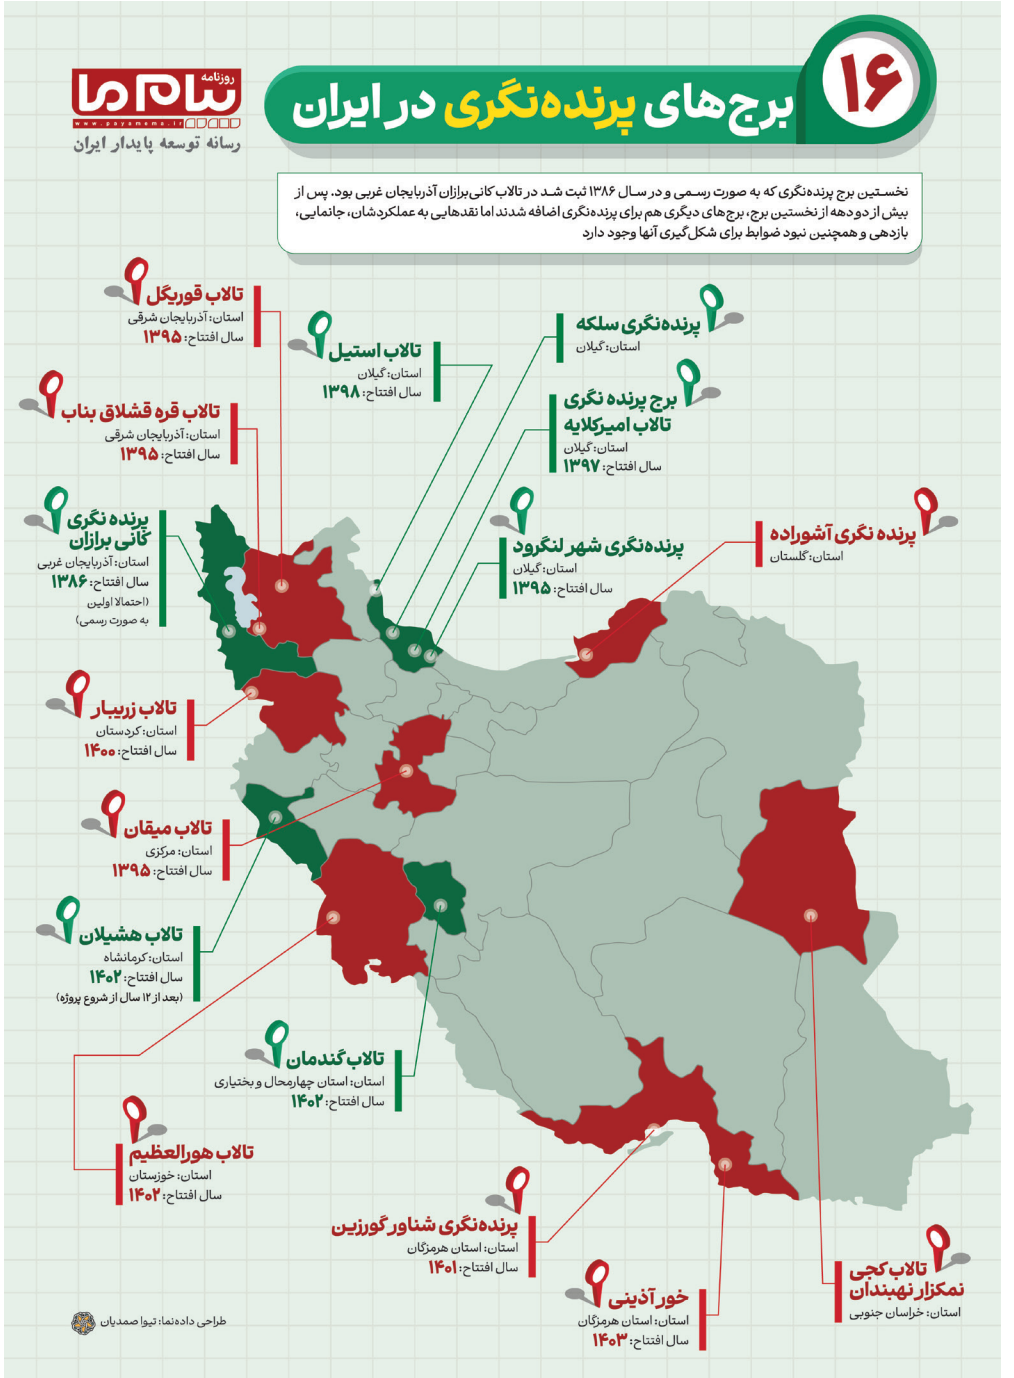 ۱۶
برج‌های پرنده‌نگری در ایران
روزنامه
پیام ما
www.payamema.ir
رسانه توسعه پایدار ایران
نخستین برج پرنده‌نگری که به صورت رسمی و در سال ۱۳۸۶ ثبت شد در تالاب کانی‌برازان آذربایجان غربی بود. پس از
بیش از دو دهه از نخستین برج، برج‌های دیگری هم برای پرنده‌نگری اضافه شدند اما نقدهایی به عملکردشان، جانمایی،
بازدهی و همچنین نبود ضوابط برای شکل‌گیری آنها وجود دارد
تالاب قوریگل
استان: آذربایجان شرقی
سال افتتاح: ۱۳۹۵
پرنده‌نگری سلکه
استان: گیلان
تالاب استیل
استان: گیلان
سال افتتاح: ۱۳۹۸
برج پرنده نگری
تالاب امیرکلایه
استان: گیلان
سال افتتاح: ۱۳۹۷
تالاب قره قشلاق بناب
استان: آذربایجان شرقی
سال افتتاح: ۱۳۹۵
پرنده نگری آشوراده
استان: گلستان
پرنده‌نگری شهر لنگرود
استان: گیلان
سال افتتاح: ۱۳۹۵
پرنده نگری
کانی برازان
استان: آذربایجان غربی
سال افتتاح: ۱۳۸۶
(احتمالا اولین
به صورت رسمی)
تالاب زریبار
استان: کردستان
سال افتتاح: ۱۴۰۰
تالاب میقان
استان: مرکزی
سال افتتاح: ۱۳۹۵
تالاب هشیلان
استان: کرمانشاه
سال افتتاح: ۱۴۰۲
(بعد از ۱۲ سال از شروع پروژه)
تالاب گندمان
استان: استان چهارمحال و بختیاری
سال افتتاح: ۱۴۰۲
تالاب هورالعظیم
استان: خوزستان
سال افتتاح: ۱۴۰۲
پرنده‌نگری شناور گورزین
استان: استان هرمزگان
سال افتتاح: ۱۴۰۱
خور آذینی
استان: استان هرمزگان
سال افتتاح: ۱۴۰۳
تالاب کجی
نمکزار نهبندان
استان: خراسان جنوبی
طراحی داده‌نما: تیوا صمدیان